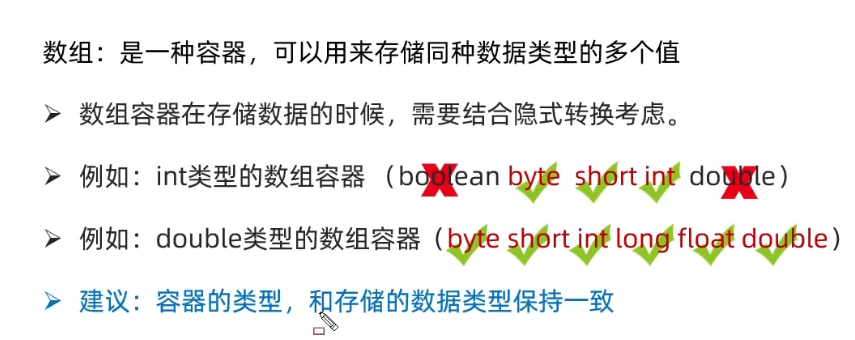 数组：是一种容器，可以用来存储同种数据类型的多个值
➢ 数组容器在存储数据的时候，需要结合隐式转换考虑。
➢ 例如：int类型的数组容器 （boolean byte short int double）
➢ 例如：double类型的数组容器（byte short int long float double）
➢ 建议：容器的类型，和存储的数据类型保持一致